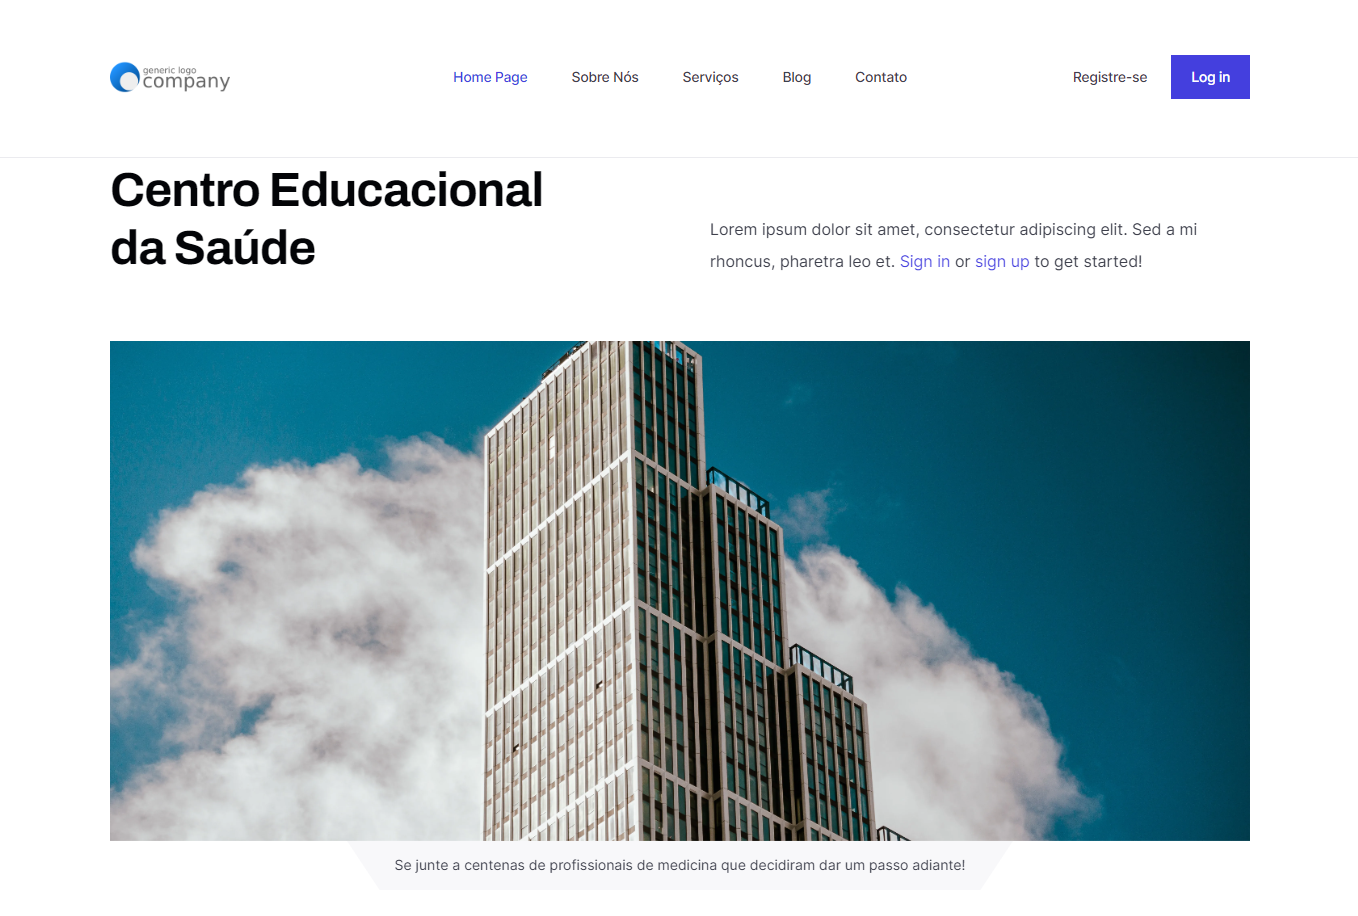 generic logo
company
Home Page
Sobre Nós
Serviços
Blog
Contato
Registre-se
Log in
Centro Educacional
da Saúde
Lorem ipsum dolor sit amet, consectetur adipiscing elit. Sed a mi
rhoncus, pharetra leo et. Sign in or sign up to get started!
Se junte a centenas de profissionais de medicina que decidiram dar um passo adiante!